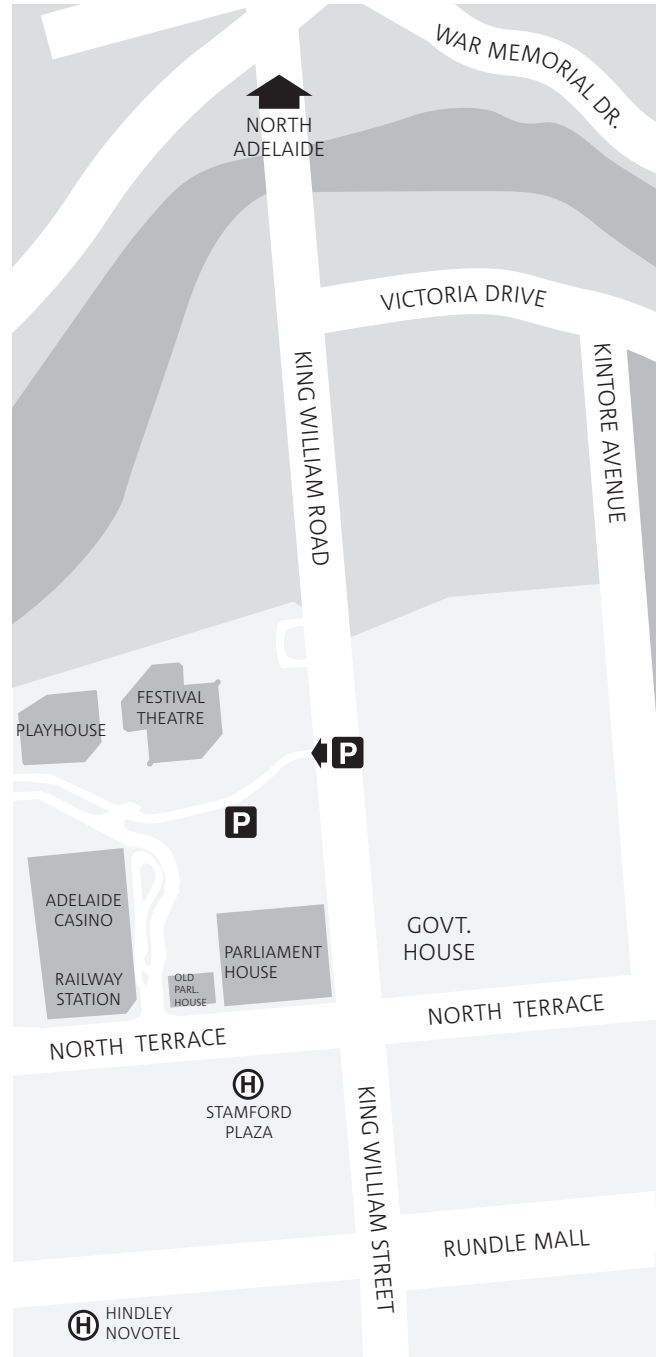 WAR MEMORIAL DR.
NORTH
ADELAIDE
VICTORIA DRIVE
KING WILLIAM ROAD
KINTORE AVENUE
FESTIVAL
THEATRE
PLAYHOUSE
P
P
ADELAIDE
CASINO
RAILWAY
STATION
OLD
PARL.
HOUSE
PARLIAMENT
HOUSE
GOVT.
HOUSE
NORTH TERRACE
NORTH TERRACE
H
STAMFORD
PLAZA
KING WILLIAM STREET
RUNDLE MALL
H
HINDLEY
NOVOTEL